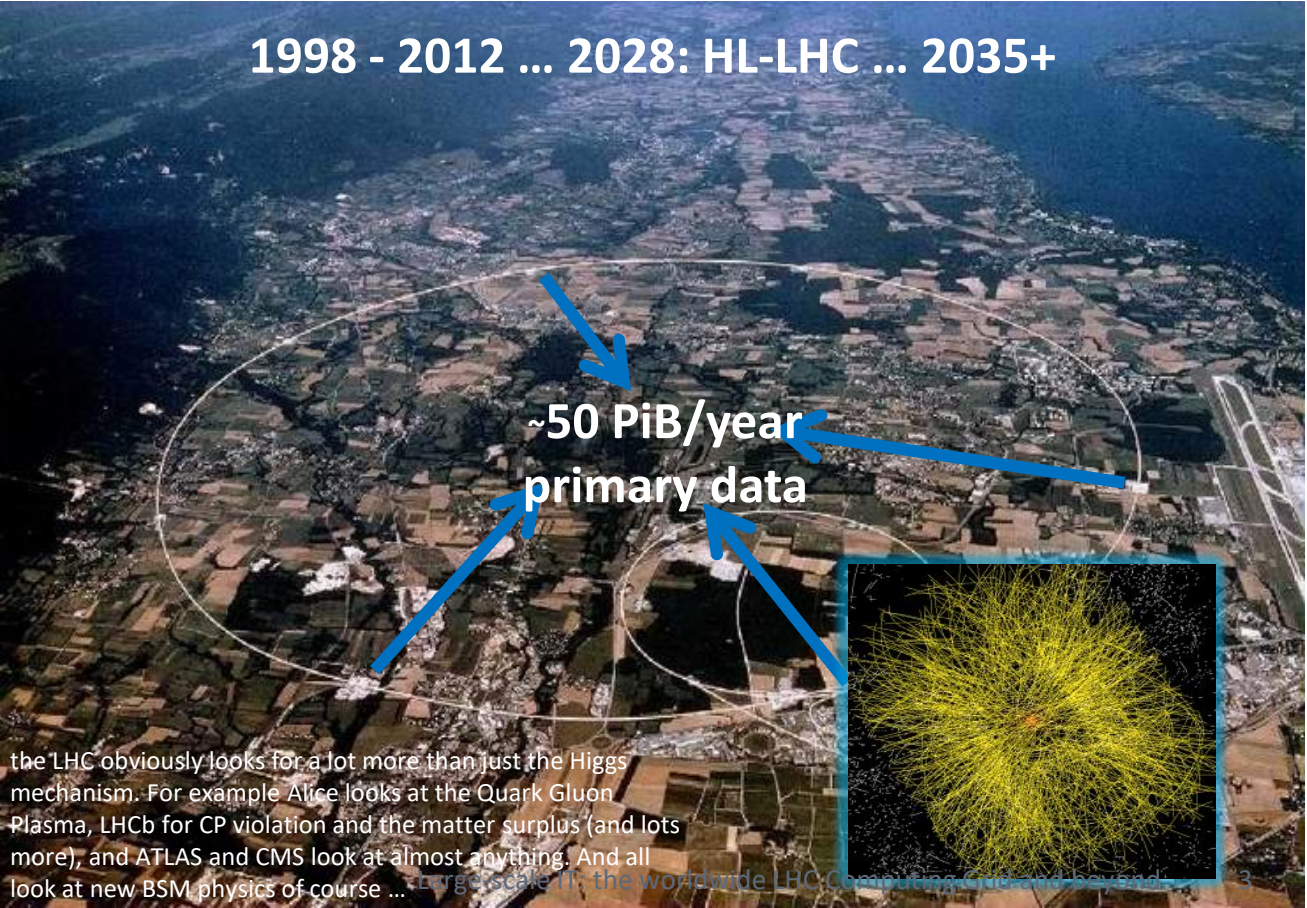 1998 - 2012 … 2028: HL-LHC … 2035+
~50 PiB/year
primary data
the LHC obviously looks for a lot more than just the Higgs
mechanism. For example Alice looks at the Quark Gluon
Plasma, LHCb for CP violation and the matter surplus (and lots
more), and ATLAS and CMS look at almost anything. And all
look at new BSM physics of course …
Large-scale IT: the worldwide LHC Computing Grid and beyond
3